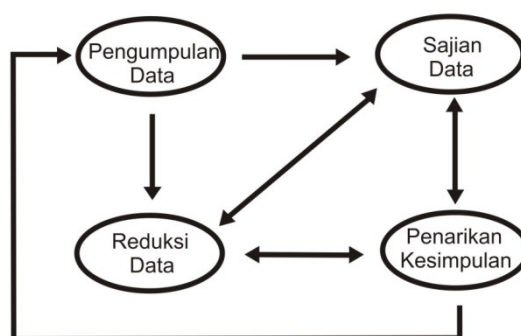 Pengumpulan
Data
Sajian
Data
Reduksi
Data
Penarikan
Kesimpulan